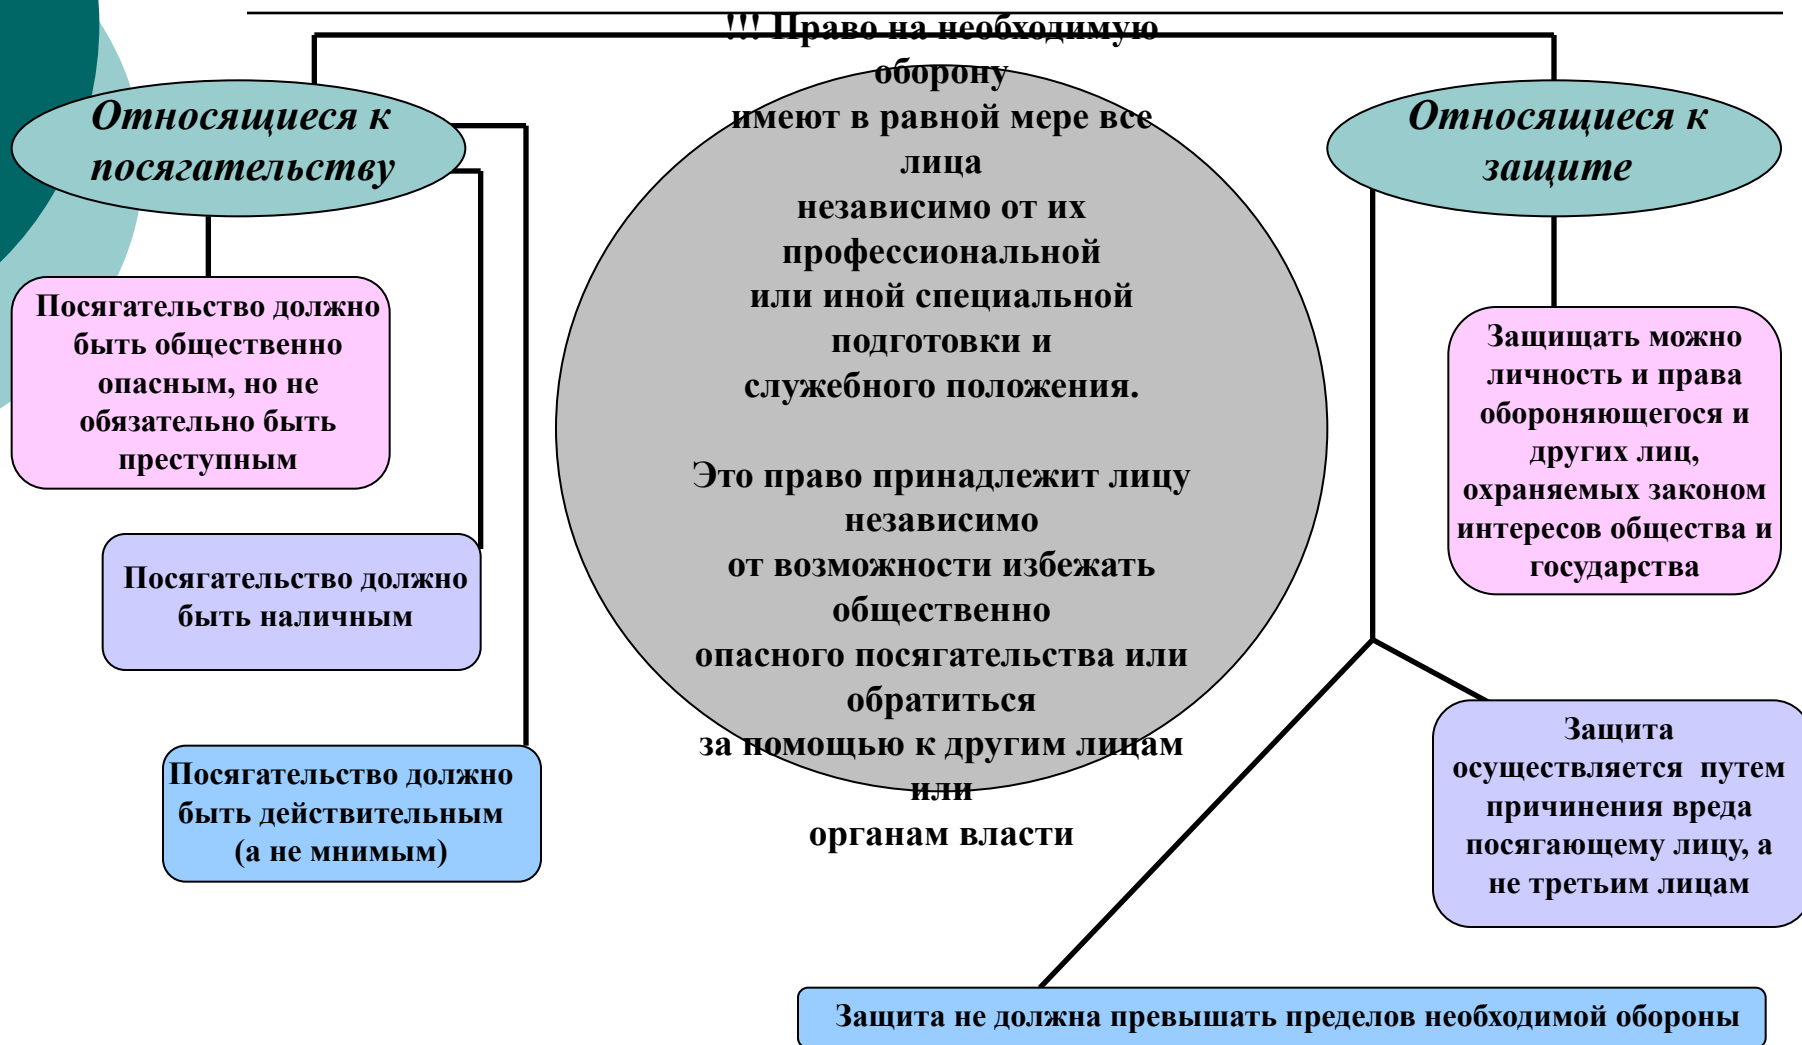 !!! Право на необходимую
оборону
имеют в равной мере все
лица
независимо от их
профессиональной
или иной специальной
подготовки и
служебного положения.
Это право принадлежит лицу
независимо
от возможности избежать
общественно
опасного посягательства или
обратиться
за помощью к другим лицам
или
органам власти
Относящиеся к
посягательству
Посягательство должно
быть общественно
опасным, но не
обязательно быть
преступным
Посягательство должно
быть наличным
Посягательство должно
быть действительным
(а не мнимым)
Относящиеся к
защите
Защищать можно
личность и права
обороняющегося и
других лиц,
охраняемых законом
интересов общества и
государства
Защита
осуществляется путем
причинения вреда
посягающему лицу, а
не третьим лицам
Защита не должна превышать пределов необходимой обороны